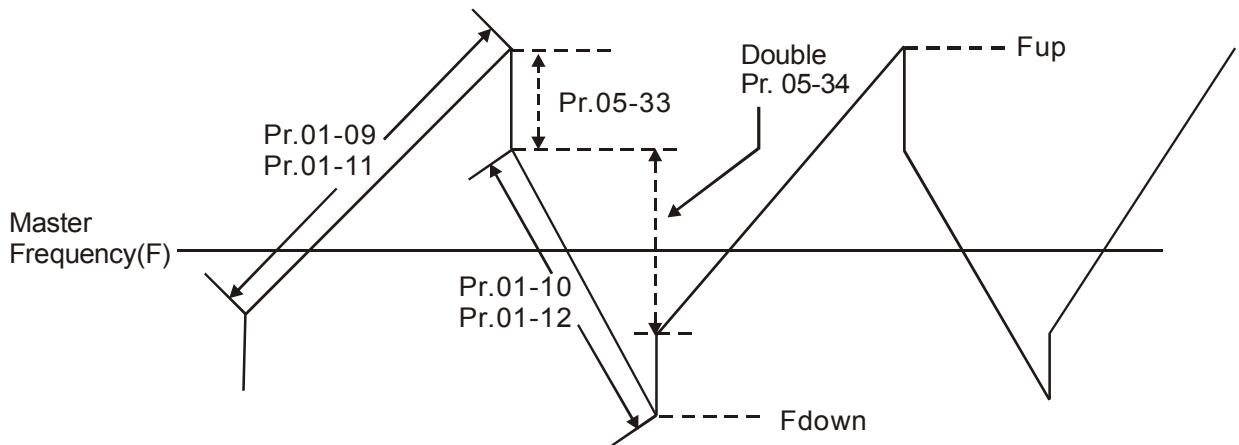 Fup
Double
Pr. 05-34
Pr.05-33
Pr.01-09
Pr.01-11
Master
Frequency(F)
Pr.01-10
Pr.01-12
Fdown